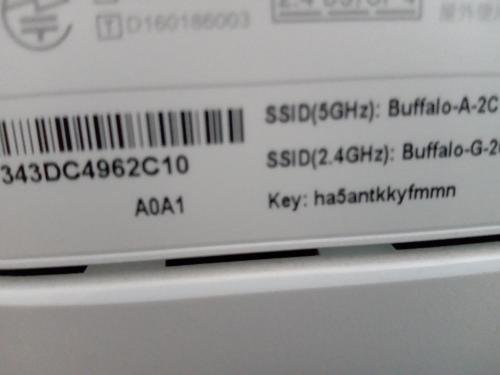 D160186003
SSID(5GHz): Buffalo-A-2C
343DC4962C10
SSID(2.4GHz): Buffalo-G-2
A0A1
Key: ha5antkkyfmmn